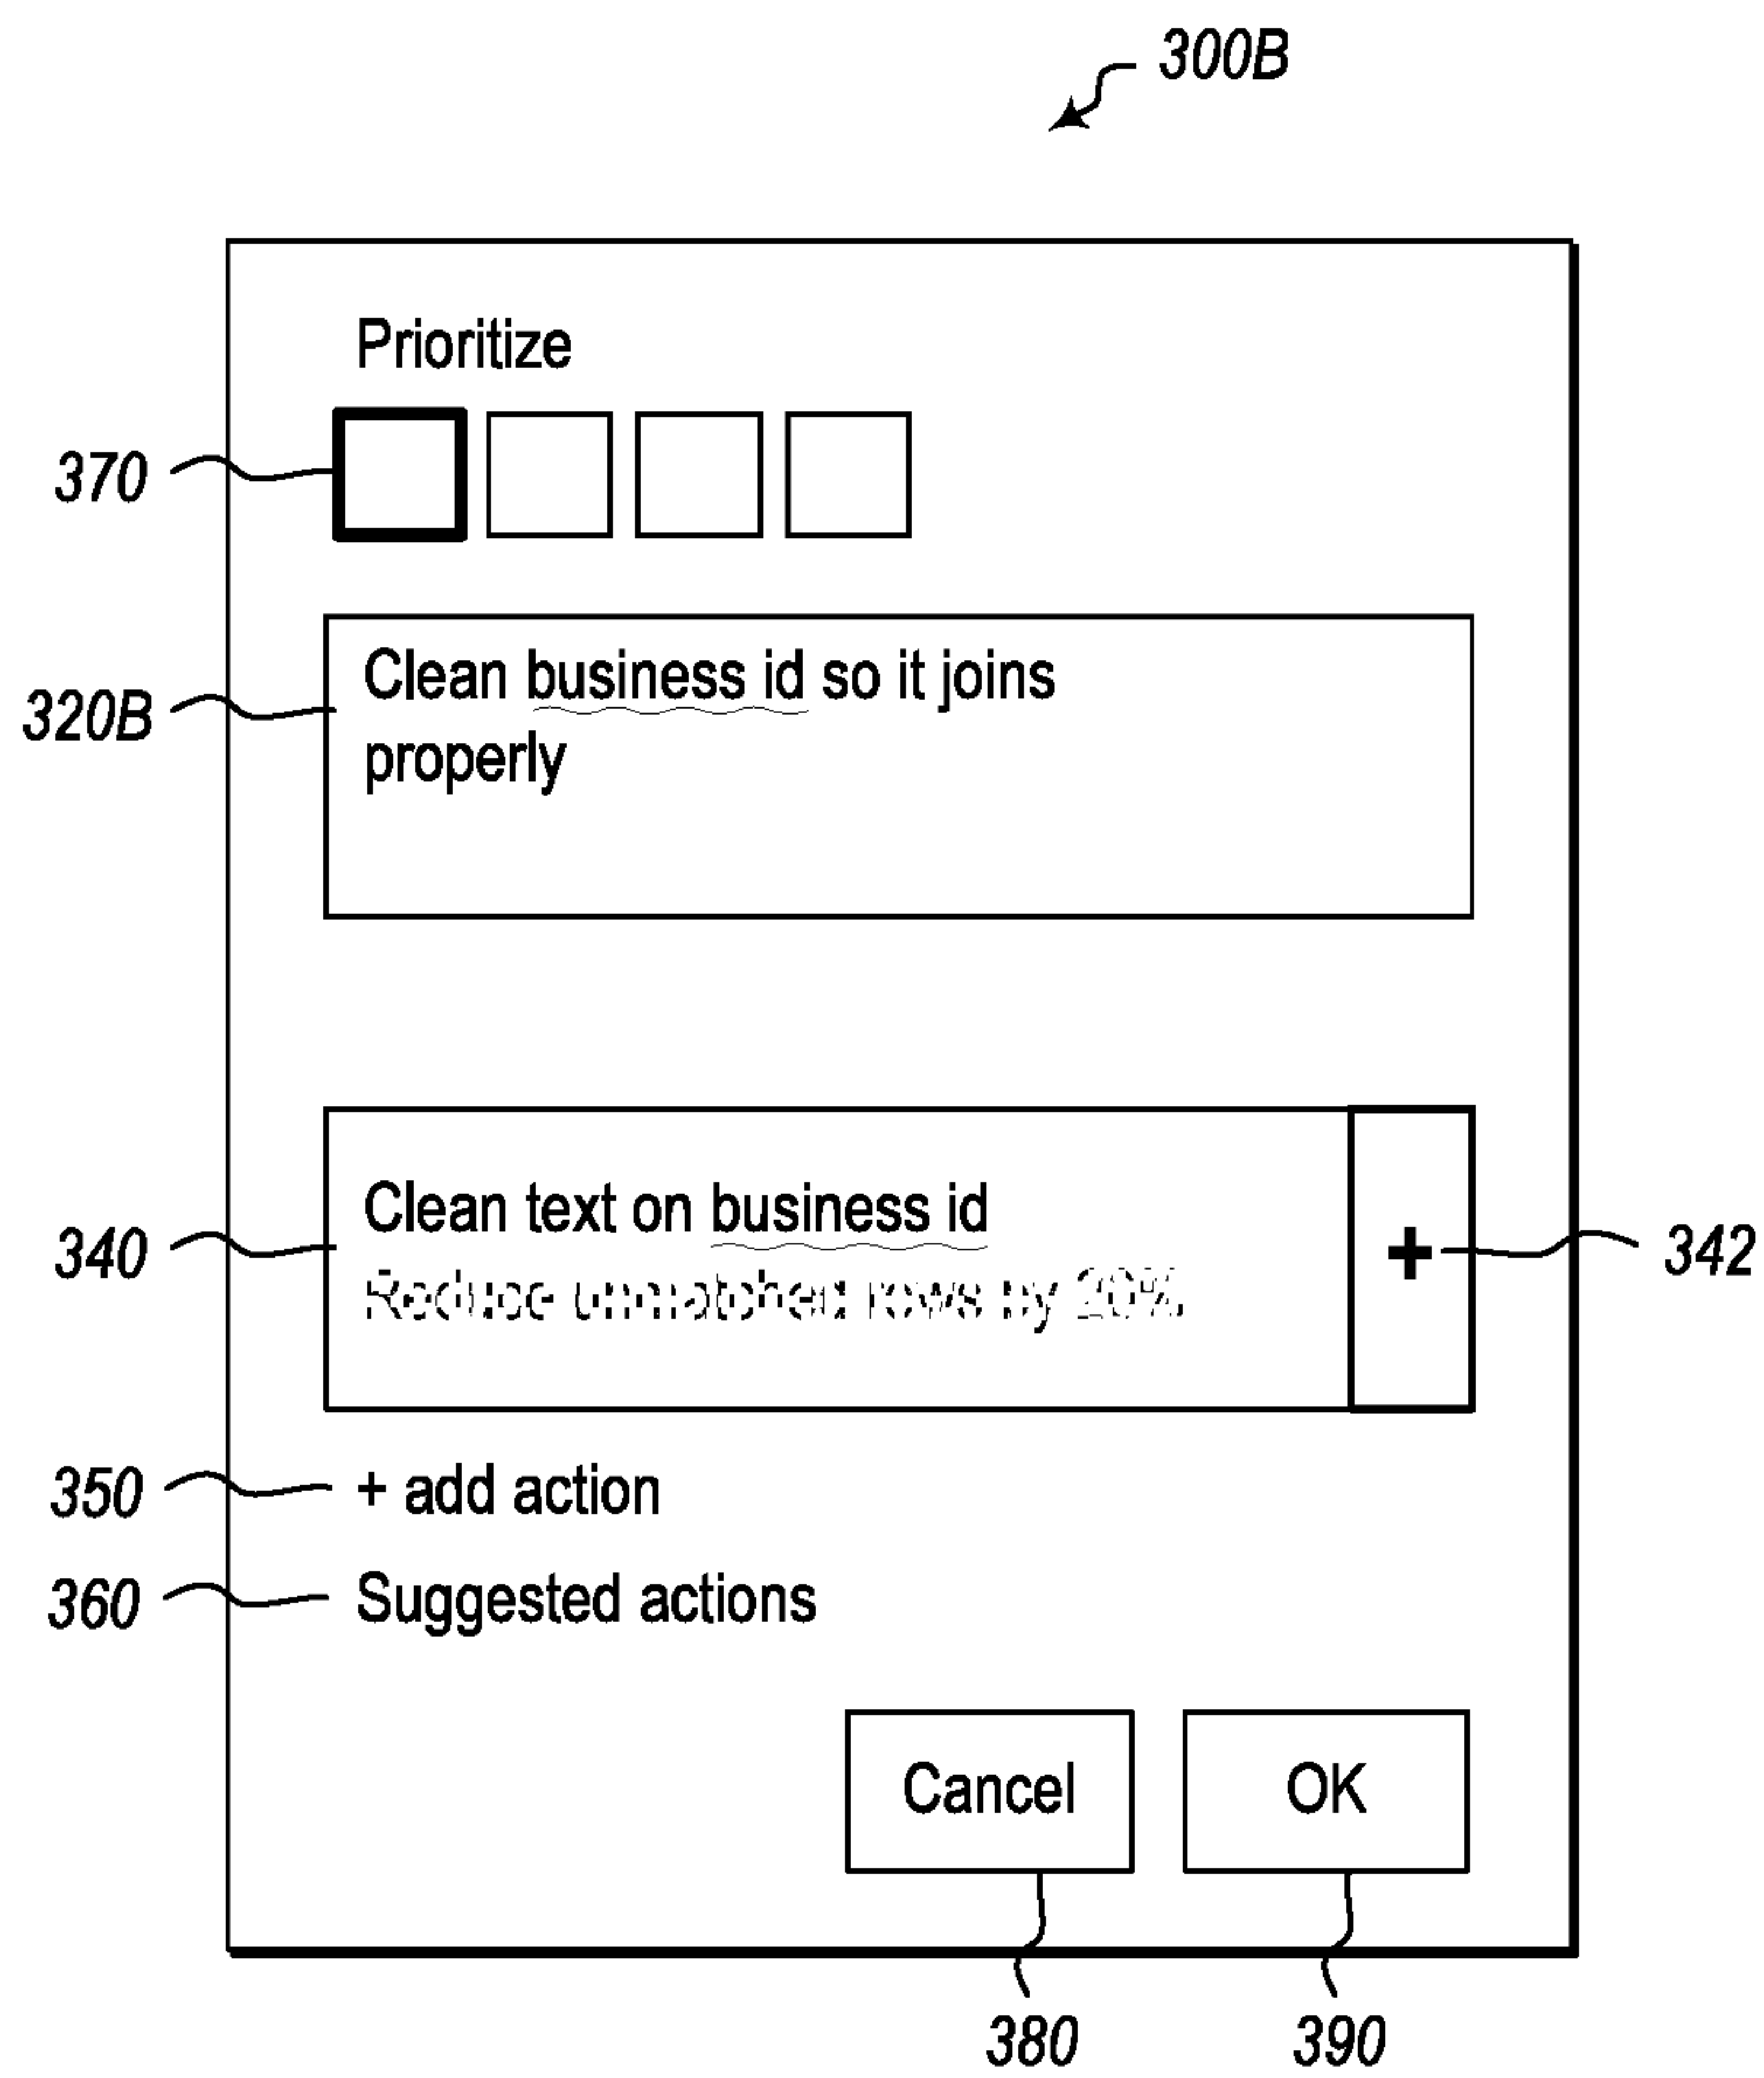 300B
Prioritize
370
320B
Clean business id so it joins
properly
340
Clean text on business id
Reduce unmatched rows by 20%
342
350
+ add action
360
Suggested actions
Cancel
OK
380
390